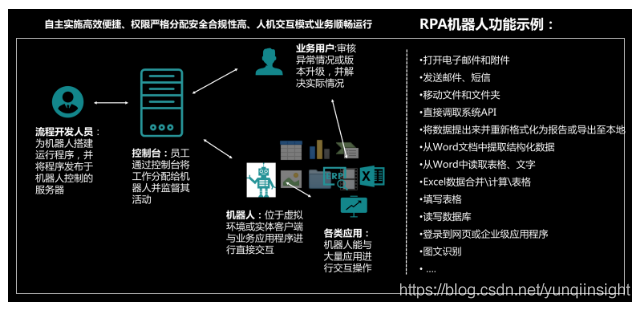 自主实施高效便捷、权限严格分配安全合规性高、人机交互模式业务顺畅运行
流程开发人员：
为机器人搭建
运行程序，并
将程序发布于
机器人控制的
服务器
控制台：员工
通过控制台将
工作分配给机
器人并监督其
活动
业务用户:审核
异常情况或版
本升级，并解
决实际情况
机器人：位于虚拟
环境或实体客户端
与业务应用程序进
行直接交互
各类应用：
机器人能与
大量应用进
行交互操作
RPA机器人功能示例：
•打开电子邮件和附件
•发送邮件、短信
•移动文件和文件夹
•直接调取系统API
•将数据提出来并重新格式化为报告或导出至本地
•从Word文档中提取结构化数据
•从Word中读取表格、文字
•Excel数据合并\计算\表格
•填写表格
•读写数据库
•登录到网页或企业级应用程序
•图文识别
• ....
https://blog.csdn.net/yunqiinsight